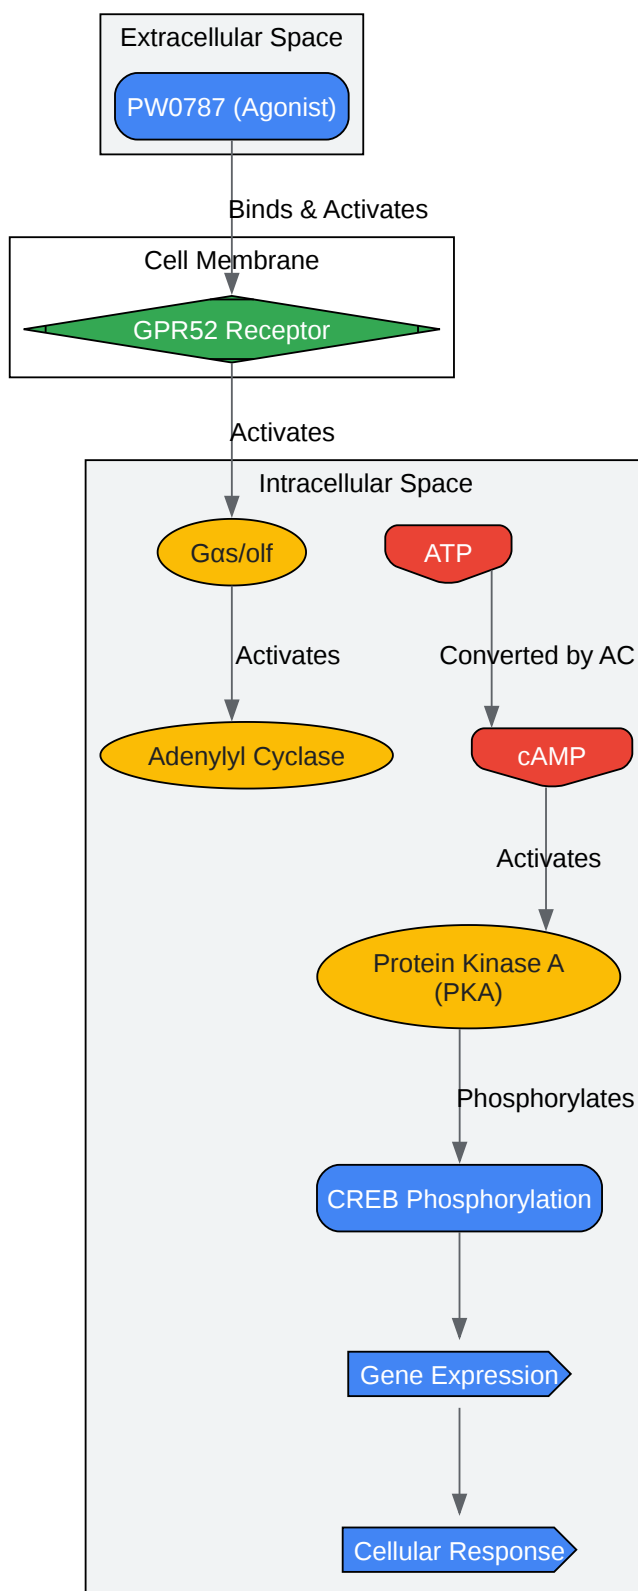 Extracellular Space
PW0787 (Agonist)
Binds & Activates
Cell Membrane
GPR52 Receptor
Activates
Intracellular Space
Gαs/olf
ATP
Activates
Converted by AC
Adenylyl Cyclase
cAMP
Activates
Protein Kinase A
(PKA)
Phosphorylates
CREB Phosphorylation
Gene Expression
Cellular Response